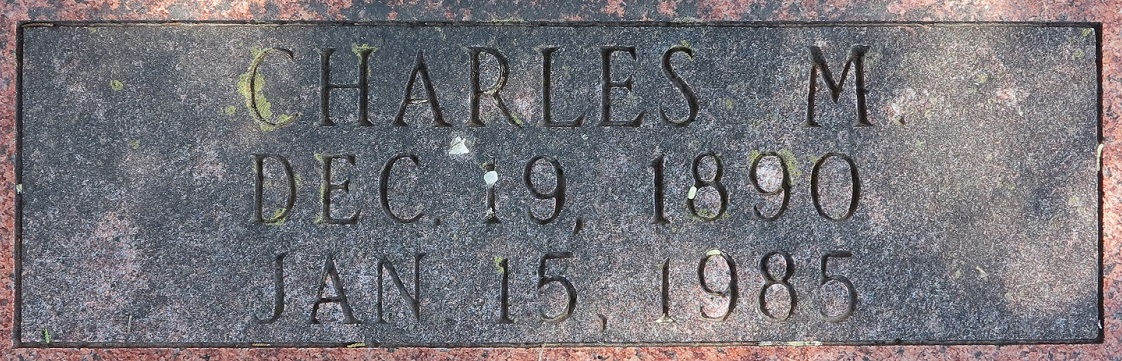 CHARLES M.
DEC. 19, 1890
JAN 15, 1985